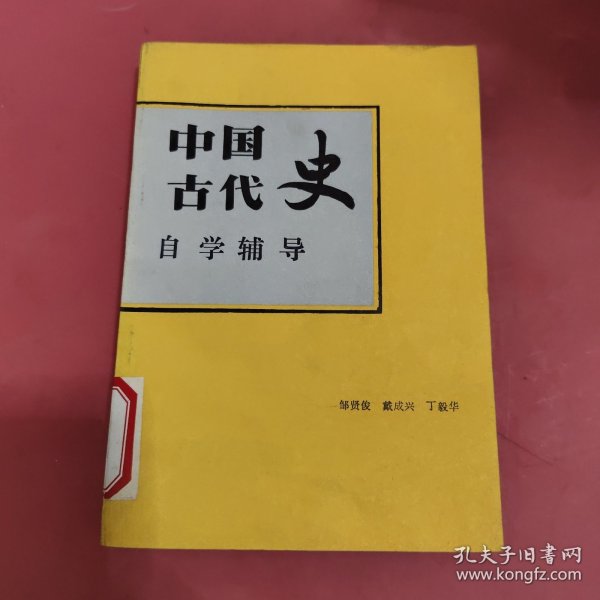 中国
古代史
自学辅导
邹贤俊 戴成兴 丁毅华
孔夫子旧书网
www.kongfz.com